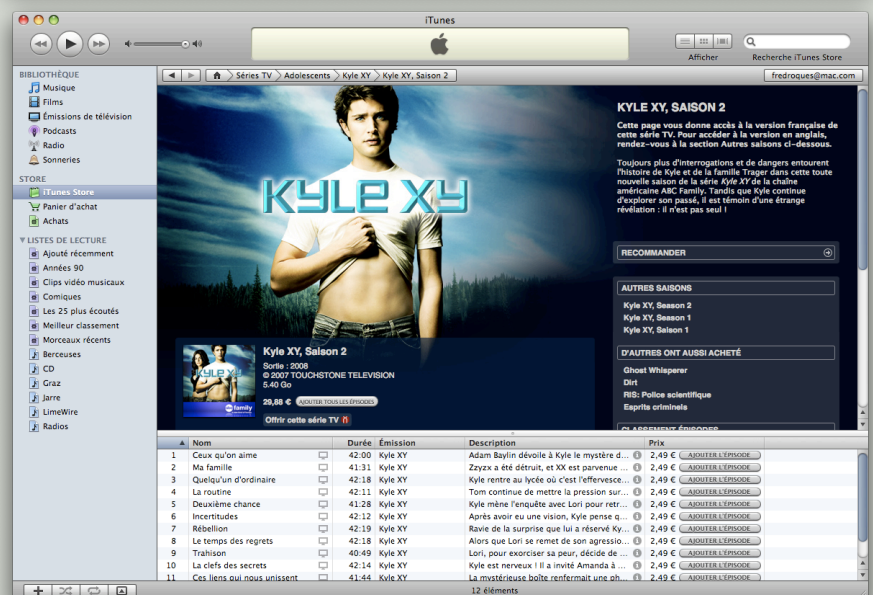 iTunes
Afficher
Recherche iTunes Store
BIBLIOTHÈQUE
Musique
Films
Émissions de télévision
Podcasts
Radio
Sonneries
STORE
iTunes Store
Panier d'achat
Achats
LISTES DE LECTURE
Ajouté récemment
Années 90
Clips vidéo musicaux
Comiques
Les 25 plus écoutés
Meilleur classement
Morceaux récents
Berceuses
CD
Graz
Jarre
LimeWire
Radios
Séries TV Adolescents Kyle XY Kyle XY, Saison 2
fredroques@mac.com
KYLE XY
KYLE XY, SAISON 2
Cette page vous donne accès à la version française de
cette série TV. Pour accéder à la version en anglais,
rendez-vous à la section Autres saisons ci-dessous.
Toujours plus d'interrogations et de dangers entourent
l'histoire de Kyle et de la famille Trager dans cette toute
nouvelle saison de la série Kyle XY de la chaîne
américaine ABC Family. Tandis que Kyle continue
d'explorer son passé, il est témoin d'une étrange
révélation : il n'est pas seul !
RECOMMANDER
AUTRES SAISONS
Kyle XY, Season 2
Kyle XY, Season 1
Kyle XY, Saison 1
D'AUTRES ONT AUSSI ACHETÉ
Ghost Whisperer
Dirt
RIS: Police scientifique
Esprits criminels
CLASSEMENT ÉPISODES
KYLE XY
abc family
Kyle XY, Saison 2
Sortie : 2008
© 2007 TOUCHSTONE TELEVISION
5.40 Go
29,88 € AJOUTER TOUS LES ÉPISODES
Offrir cette série TV
Nom Durée Émission Description Prix
1 Ceux qu'on aime 42:00 Kyle XY Adam Baylin dévoile à Kyle le mystère d... 2,49 € AJOUTER L'ÉPISODE
2 Ma famille 41:31 Kyle XY Zzyzx a été détruit, et XX est parvenue ... 2,49 € AJOUTER L'ÉPISODE
3 Quelqu'un d'ordinaire 42:18 Kyle XY Kyle rentre au lycée où c'est l'effervesce... 2,49 € AJOUTER L'ÉPISODE
4 La routine 42:11 Kyle XY Tom continue de mettre la pression sur... 2,49 € AJOUTER L'ÉPISODE
5 Deuxième chance 41:28 Kyle XY Kyle mène l'enquête avec Lori pour retr... 2,49 € AJOUTER L'ÉPISODE
6 Incertitudes 42:12 Kyle XY Après avoir eu une vision, Kyle pense q... 2,49 € AJOUTER L'ÉPISODE
7 Rébellion 42:19 Kyle XY Ravie de la surprise que lui a réservé Ky... 2,49 € AJOUTER L'ÉPISODE
8 Le temps des regrets 42:18 Kyle XY Alors que Lori se remet de son agressio... 2,49 € AJOUTER L'ÉPISODE
9 Trahison 40:49 Kyle XY Lori, pour exorciser sa peur, décide de ... 2,49 € AJOUTER L'ÉPISODE
10 La clefs des secrets 42:14 Kyle XY Kyle est nerveux ! Il a invité Amanda à ... 2,49 € AJOUTER L'ÉPISODE
11 Ces liens qui nous unissent 41:44 Kyle XY La mystérieuse boîte renfermait une ph... 2,49 € AJOUTER L'ÉPISODE
12 éléments